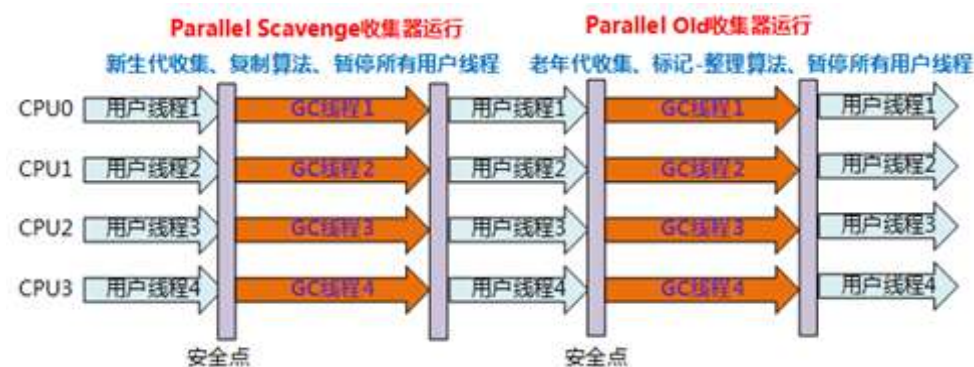 Parallel Scavenge收集器运行 Parallel Old收集器运行
新生代收集、复制算法、暂停所有用户线程 老年代收集、标记-整理算法、暂停所有用户线程
CPU0 用户线程1 GC线程1 用户线程1 GC线程1 用户线程1
CPU1 用户线程2 GC线程2 用户线程2 GC线程2 用户线程2
CPU2 用户线程3 GC线程3 用户线程3 GC线程3 用户线程3
CPU3 用户线程4 GC线程4 用户线程4 GC线程4 用户线程4
安全点 安全点